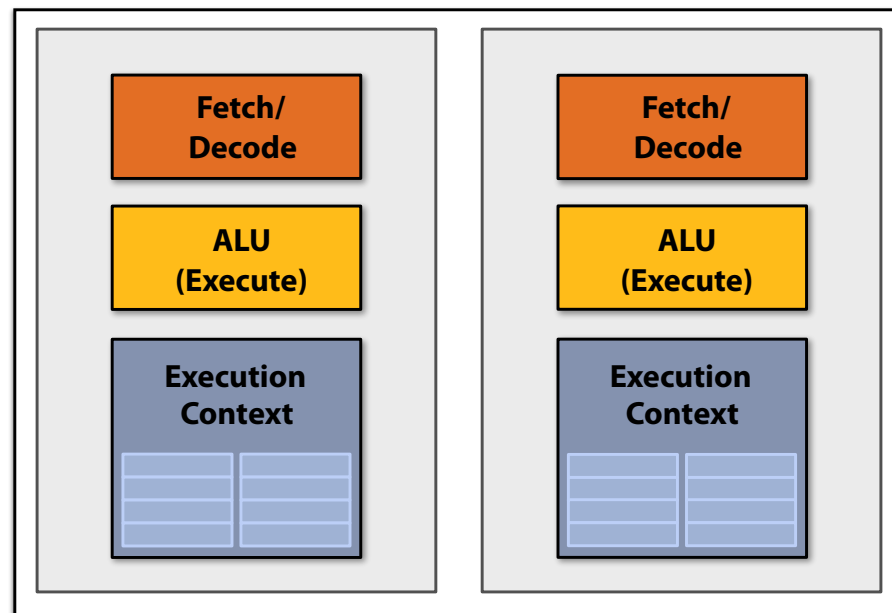 Fetch/
Decode
ALU
(Execute)
Execution
Context
Fetch/
Decode
ALU
(Execute)
Execution
Context